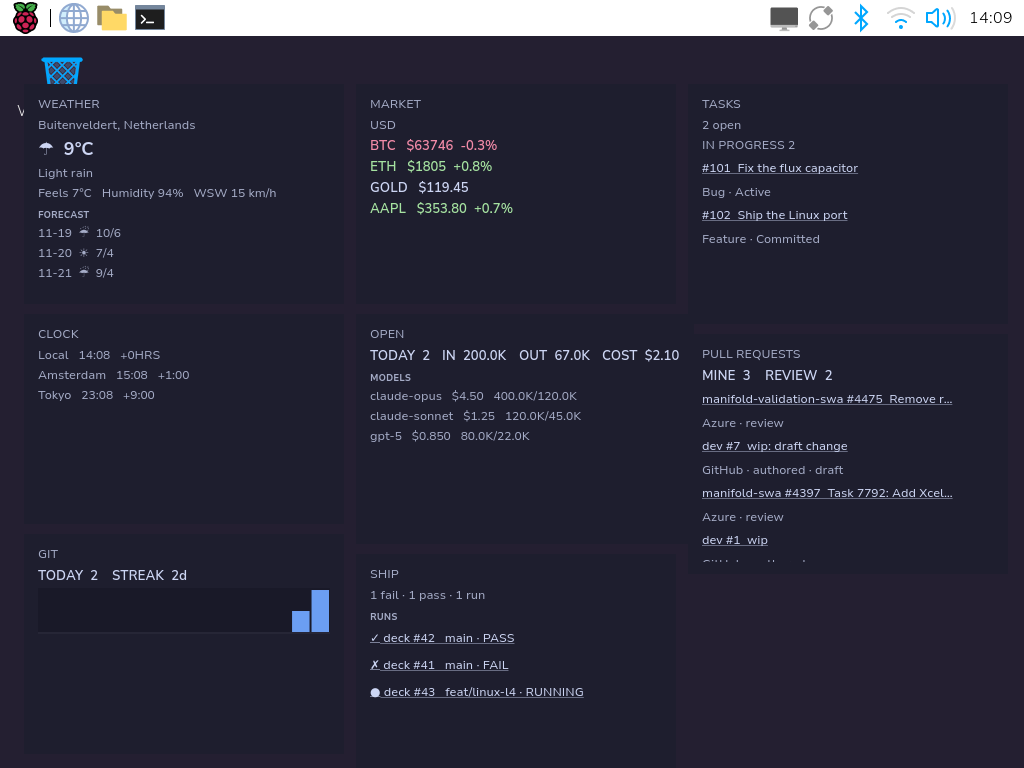 14:09
WEATHER
Buitenveldert, Netherlands
9°C
Light rain
Feels 7°C Humidity 94% WSW 15 km/h
FORECAST
11-19 10/6
11-20 7/4
11-21 9/4
CLOCK
Local 14:08 +0HRS
Amsterdam 15:08 +1:00
Tokyo 23:08 +9:00
GIT
TODAY 2 STREAK 2d
MARKET
USD
BTC $63746 -0.3%
ETH $1805 +0.8%
GOLD $119.45
AAPL $353.80 +0.7%
OPEN
TODAY 2 IN 200.0K OUT 67.0K COST $2.10
MODELS
claude-opus $4.50 400.0K/120.0K
claude-sonnet $1.25 120.0K/45.0K
gpt-5 $0.850 80.0K/22.0K
SHIP
1 fail · 1 pass · 1 run
RUNS
✓ deck #42 main · PASS
✗ deck #41 main · FAIL
● deck #43 feat/linux-l4 · RUNNING
TASKS
2 open
IN PROGRESS 2
#101 Fix the flux capacitor
Bug · Active
#102 Ship the Linux port
Feature · Committed
PULL REQUESTS
MINE 3 REVIEW 2
manifold-validation-swa #4475 Remove r…
Azure · review
dev #7 wip: draft change
GitHub · authored · draft
manifold-swa #4397 Task 7792: Add Xcel…
Azure · review
dev #1 wip